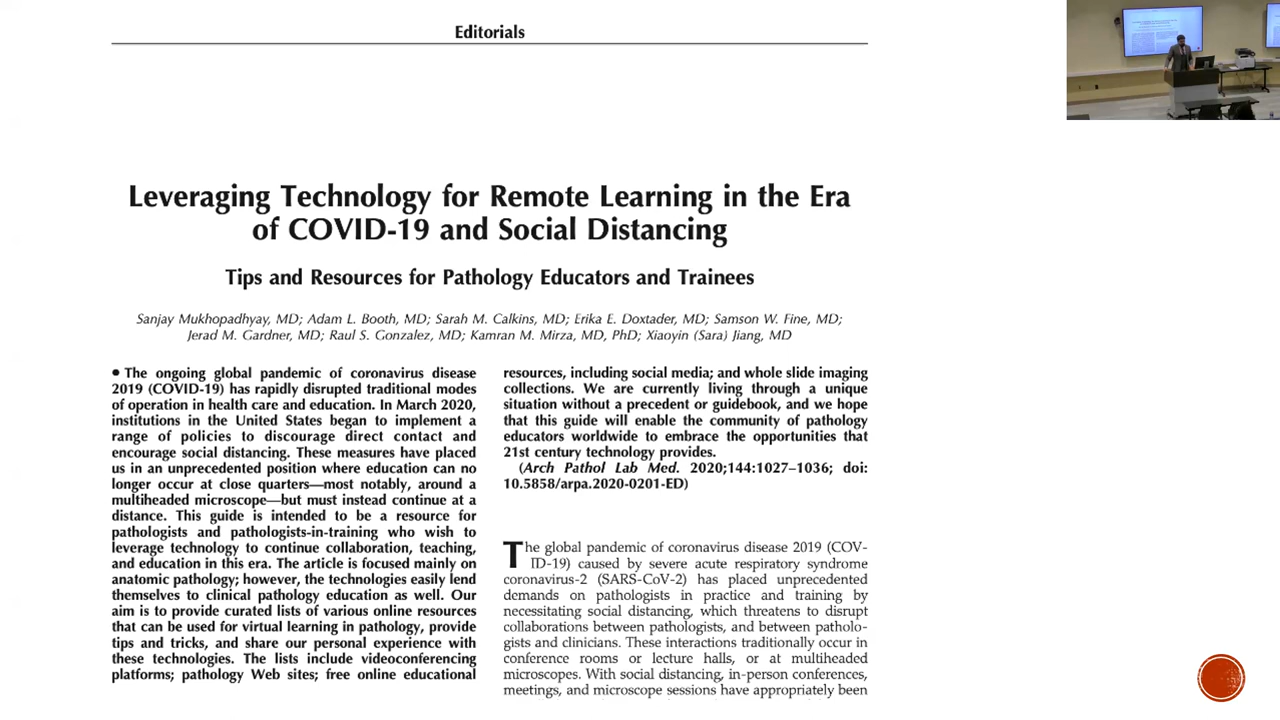 Editorials
Leveraging Technology for Remote Learning in the Era
of COVID-19 and Social Distancing
Tips and Resources for Pathology Educators and Trainees
Sanjay Mukhopadhyay, MD; Adam L. Booth, MD; Sarah M. Calkins, MD; Erika E. Doxtader, MD; Samson W. Fine, MD;
Jerad M. Gardner, MD; Raul S. Gonzalez, MD; Kamran M. Mirza, MD, PhD; Xiaoyin (Sara) Jiang, MD
● The ongoing global pandemic of coronavirus disease
2019 (COVID-19) has rapidly disrupted traditional modes
of operation in health care and education. In March 2020,
institutions in the United States began to implement a
range of policies to discourage direct contact and
encourage social distancing. These measures have placed
us in an unprecedented position where education can no
longer occur at close quarters—most notably, around a
multiheaded microscope—but must instead continue at a
distance. This guide is intended to be a resource for
pathologists and pathologists-in-training who wish to
leverage technology to continue collaboration, teaching,
and education in this era. The article is focused mainly on
anatomic pathology; however, the technologies easily lend
themselves to clinical pathology education as well. Our
aim is to provide curated lists of various online resources
that can be used for virtual learning in pathology, provide
tips and tricks, and share our personal experience with
these technologies. The lists include videoconferencing
platforms; pathology Web sites; free online educational
resources, including social media; and whole slide imaging
collections. We are currently living through a unique
situation without a precedent or guidebook, and we hope
that this guide will enable the community of pathology
educators worldwide to embrace the opportunities that
21st century technology provides.
(Arch Pathol Lab Med. 2020;144:1027–1036; doi:
10.5858/arpa.2020-0201-ED)
The global pandemic of coronavirus disease 2019 (COV-
ID-19) caused by severe acute respiratory syndrome
coronavirus-2 (SARS-CoV-2) has placed unprecedented
demands on pathologists in practice and training by
necessitating social distancing, which threatens to disrupt
collaborations between pathologists, and between patholo-
gists and clinicians. These interactions traditionally occur in
conference rooms or lecture halls, or at multiheaded
microscopes. With social distancing, in-person conferences,
meetings, and microscope sessions have appropriately been